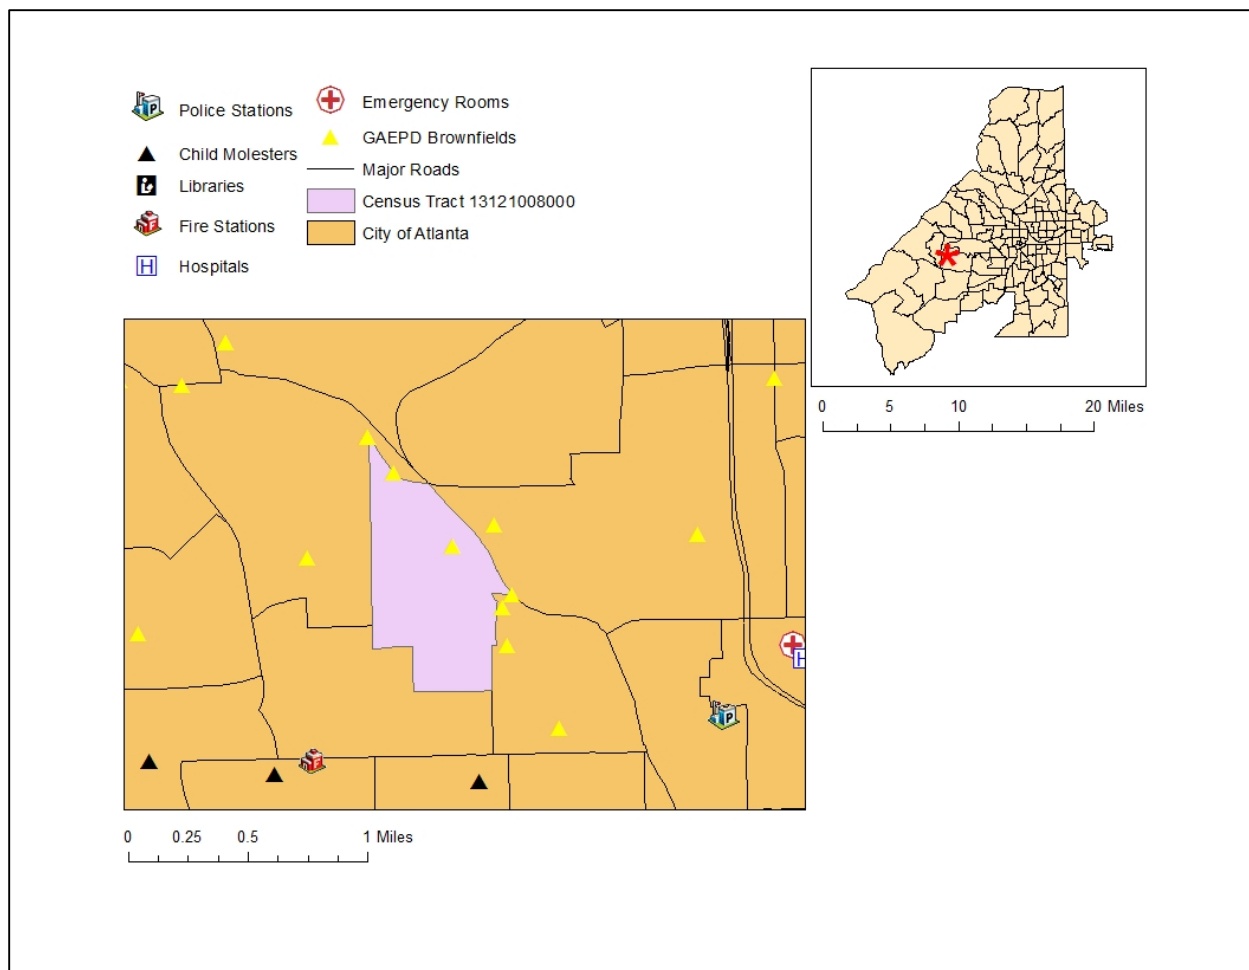 Police Stations
Child Molesters
Libraries
Fire Stations
Hospitals
Emergency Rooms
GAEPD Brownfields
Major Roads
Census Tract 13121008000
City of Atlanta
0 5 10 20 Miles
P
H
F
P
H
0 0.25 0.5 1 Miles